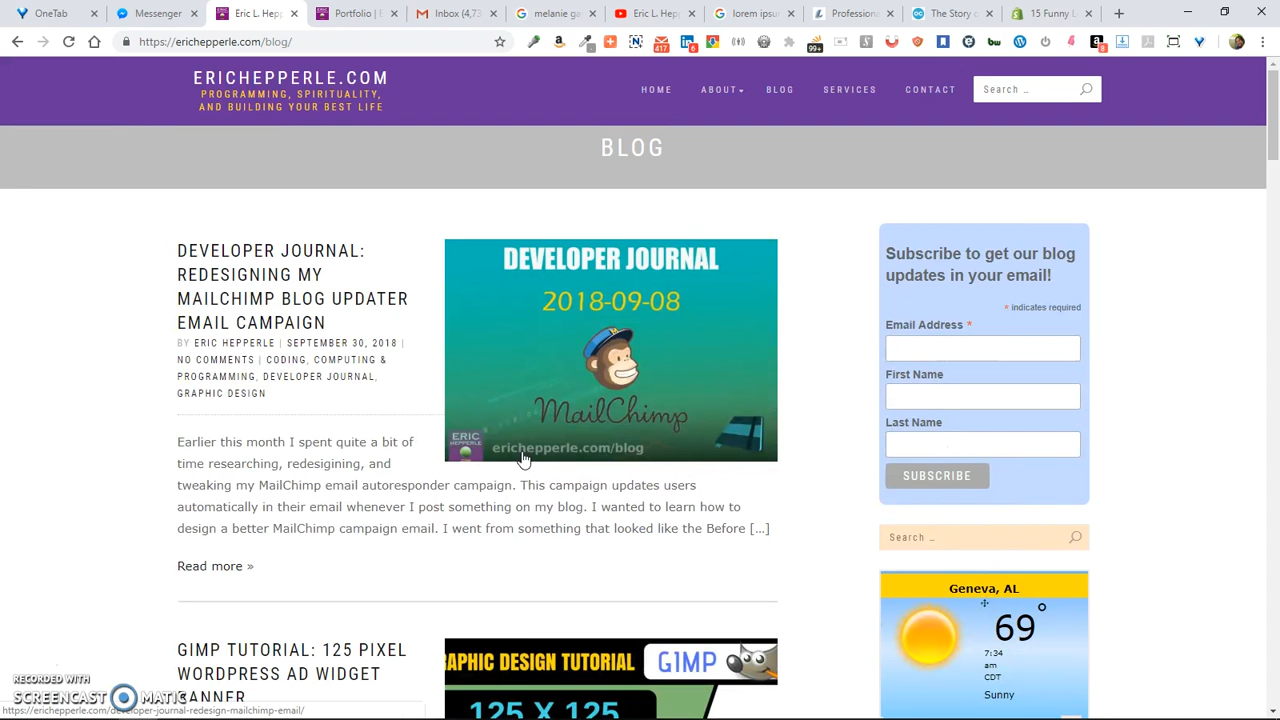 OneTab
Messenger
Eric L. Hep
Portfolio | E
Inbox (4,73
melanie ga
Eric L. Hep
lorem ipsu
Professiona
The Story o
15 Funny L
https://erichepperle.com/blog/
417
6
99+
8
ERICHEPPERLE.COM
PROGRAMMING, SPIRITUALITY,
AND BUILDING YOUR BEST LIFE
HOME
ABOUT
BLOG
SERVICES
CONTACT
Search ...
BLOG
DEVELOPER JOURNAL:
REDESIGNING MY
MAILCHIMP BLOG UPDATER
EMAIL CAMPAIGN
BY ERIC HEPPERLE | SEPTEMBER 30, 2018 |
NO COMMENTS | CODING, COMPUTING &
PROGRAMMING, DEVELOPER JOURNAL,
GRAPHIC DESIGN
DEVELOPER JOURNAL
2018-09-08
MailChimp
ERIC
HEPPERLE
erichepperle.com/blog
Earlier this month I spent quite a bit of
time researching, redesigining, and
tweaking my MailChimp email autoresponder campaign. This campaign updates users
automatically in their email whenever I post something on my blog. I wanted to learn how to
design a better MailChimp campaign email. I went from something that looked like the Before [...]
Read more »
Subscribe to get our blog
updates in your email!
* indicates required
Email Address *
First Name
Last Name
SUBSCRIBE
Search ...
Geneva, AL
69°
7:34
am
CDT
Sunny
GIMP TUTORIAL: 125 PIXEL
WORDPRESS AD WIDGET
BANNER
GRAPHIC DESIGN TUTORIAL
GIMP
125 X 125
RECORDED WITH
SCREENCAST MATIC
https://erichepperle.com/developer-journal-redesign-mailchimp-email/